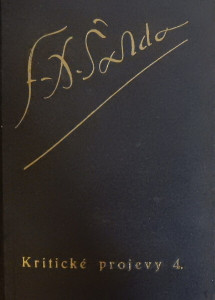 F. X. Šalda
Kritické projevy 4.